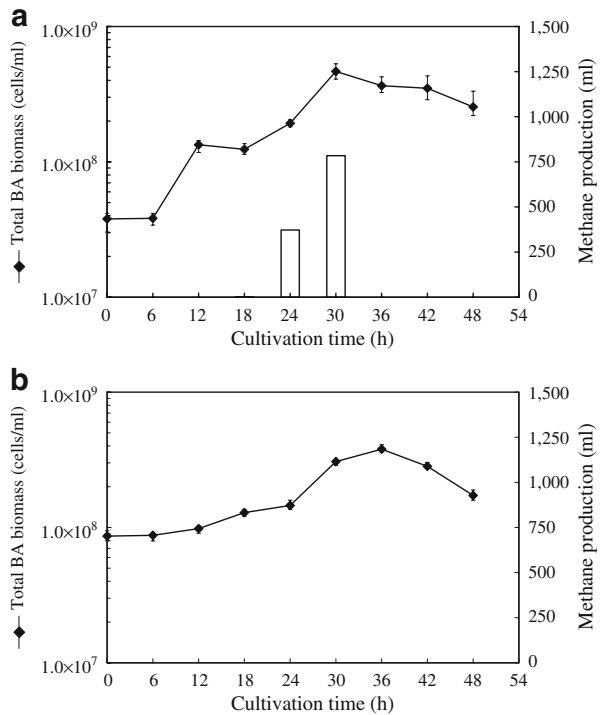 a
1.0×10⁹
1.0×10⁸
1.0×10⁷
Total BA biomass (cells/ml)
1,500
1,250
1,000
750
500
250
0
Methane production (ml)
0 6 12 18 24 30 36 42 48 54
Cultivation time (h)
b
1.0×10⁹
1.0×10⁸
1.0×10⁷
Total BA biomass (cells/ml)
1,500
1,250
1,000
750
500
250
0
Methane production (ml)
0 6 12 18 24 30 36 42 48 54
Cultivation time (h)